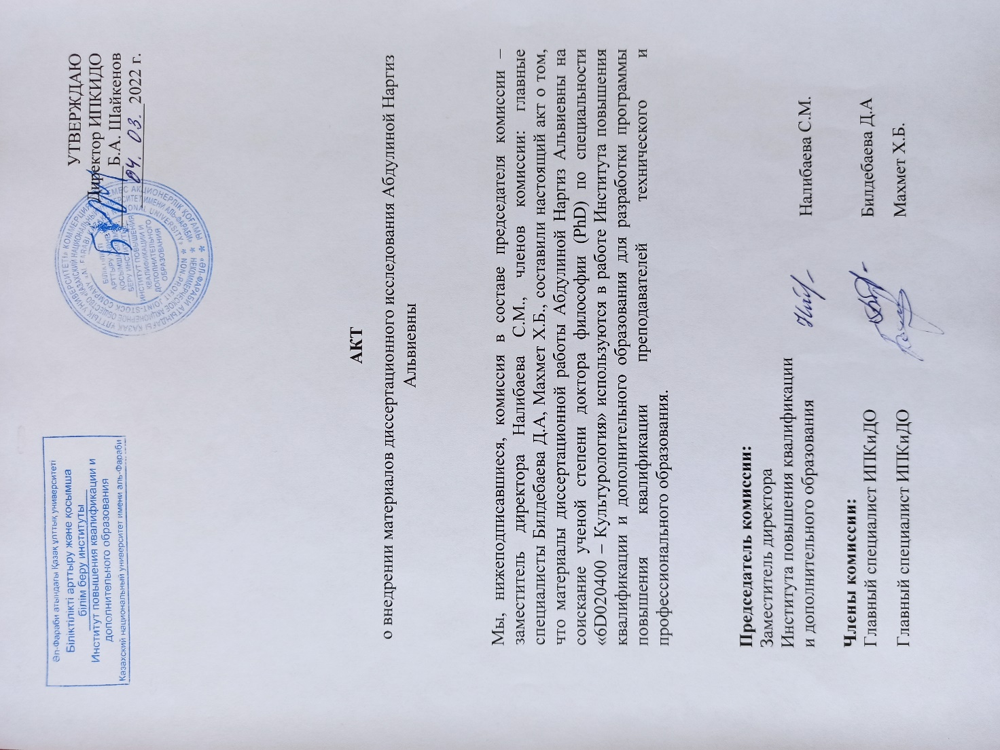 Әл-Фараби атындағы Қазақ ұлттық университеті
Біліктілікті арттыру және қосымша
білім беру институты
Институт повышения квалификации и
дополнительного образования
Казахский национальный университет имени аль-Фараби
УТВЕРЖДАЮ
Директор ИПКИДО
Б.А. Шайкенов
04. 03. 2022 г.
ИНСТИТУТ ПОВЫШЕНИЯ
КВАЛИФИКАЦИИ И
ДОПОЛНИТЕЛЬНОГО
ОБРАЗОВАНИЯ
АКТ
о внедрении материалов диссертационного исследования Абдулиной Наргиз
Альвиевны
Мы, нижеподписавшиеся, комиссия в составе председателя комиссии –
заместитель директора Налибаева С.М., членов комиссии: главные
специалисты Билдебаева Д.А, Махмет Х.Б., составили настоящий акт о том,
что материалы диссертационной работы Абдулиной Наргиз Альвиевны на
соискание ученой степени доктора философии (PhD) по специальности
«6D020400 – Культурология» используются в работе Института повышения
квалификации и дополнительного образования для разработки программы
повышения квалификации преподавателей технического и
профессионального образования.
Председатель комиссии:
Заместитель директора
Института повышения квалификации
и дополнительного образования Налибаева С.М.
Члены комиссии:
Главный специалист ИПКиДО Билдебаева Д.А
Главный специалист ИПКиДО Махмет Х.Б.